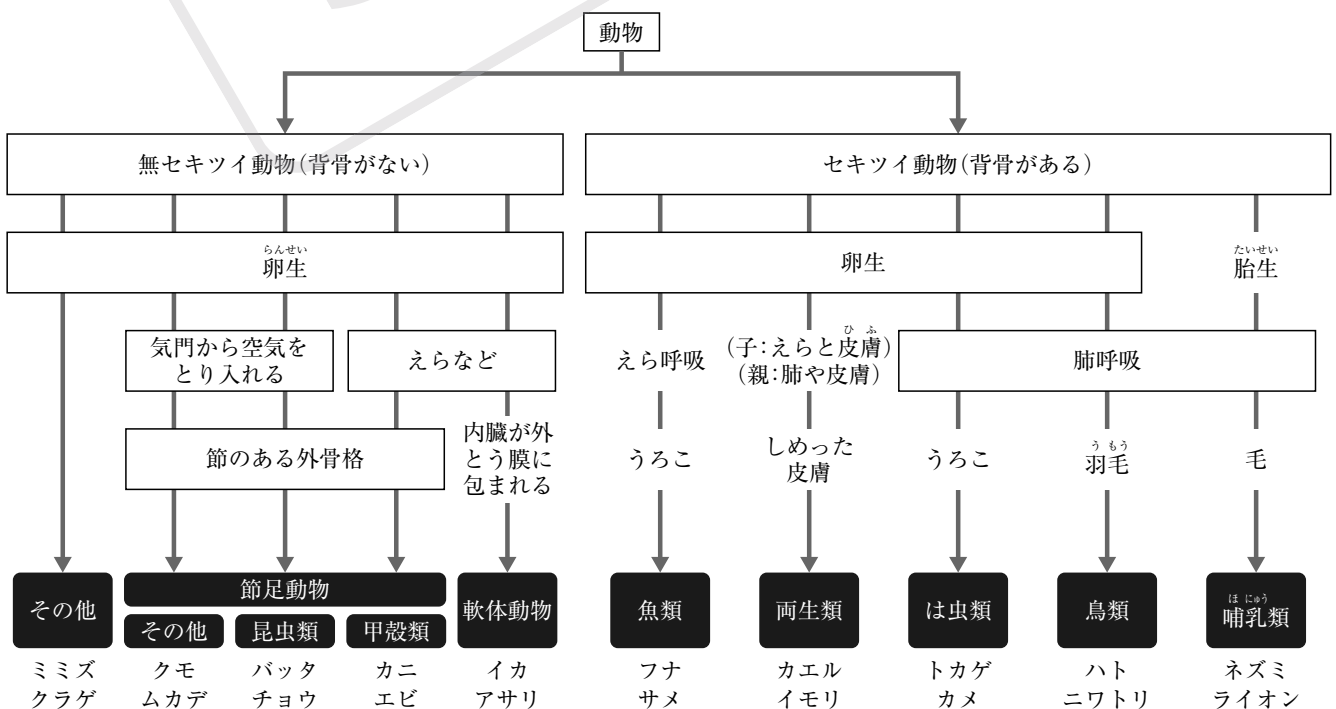 動物
無セキツイ動物(背骨がない)
セキツイ動物(背骨がある)
らんせい
卵生
卵生
たいせい
胎生
気門から空気を
とり入れる
えらなど
えら呼吸
ひふ
(子:えらと皮膚)
(親:肺や皮膚)
肺呼吸
節のある外骨格
内臓が外
とう膜に
包まれる
うろこ
しめった
皮膚
うろこ
うもう
羽毛
毛
その他
節足動物
その他
昆虫類
甲殻類
軟体動物
魚類
両生類
は虫類
鳥類
ほにゅう
哺乳類
ミミズ
クラゲ
クモ
ムカデ
バッタ
チョウ
カニ
エビ
イカ
アサリ
フナ
サメ
カエル
イモリ
トカゲ
カメ
ハト
ニワトリ
ネズミ
ライオン